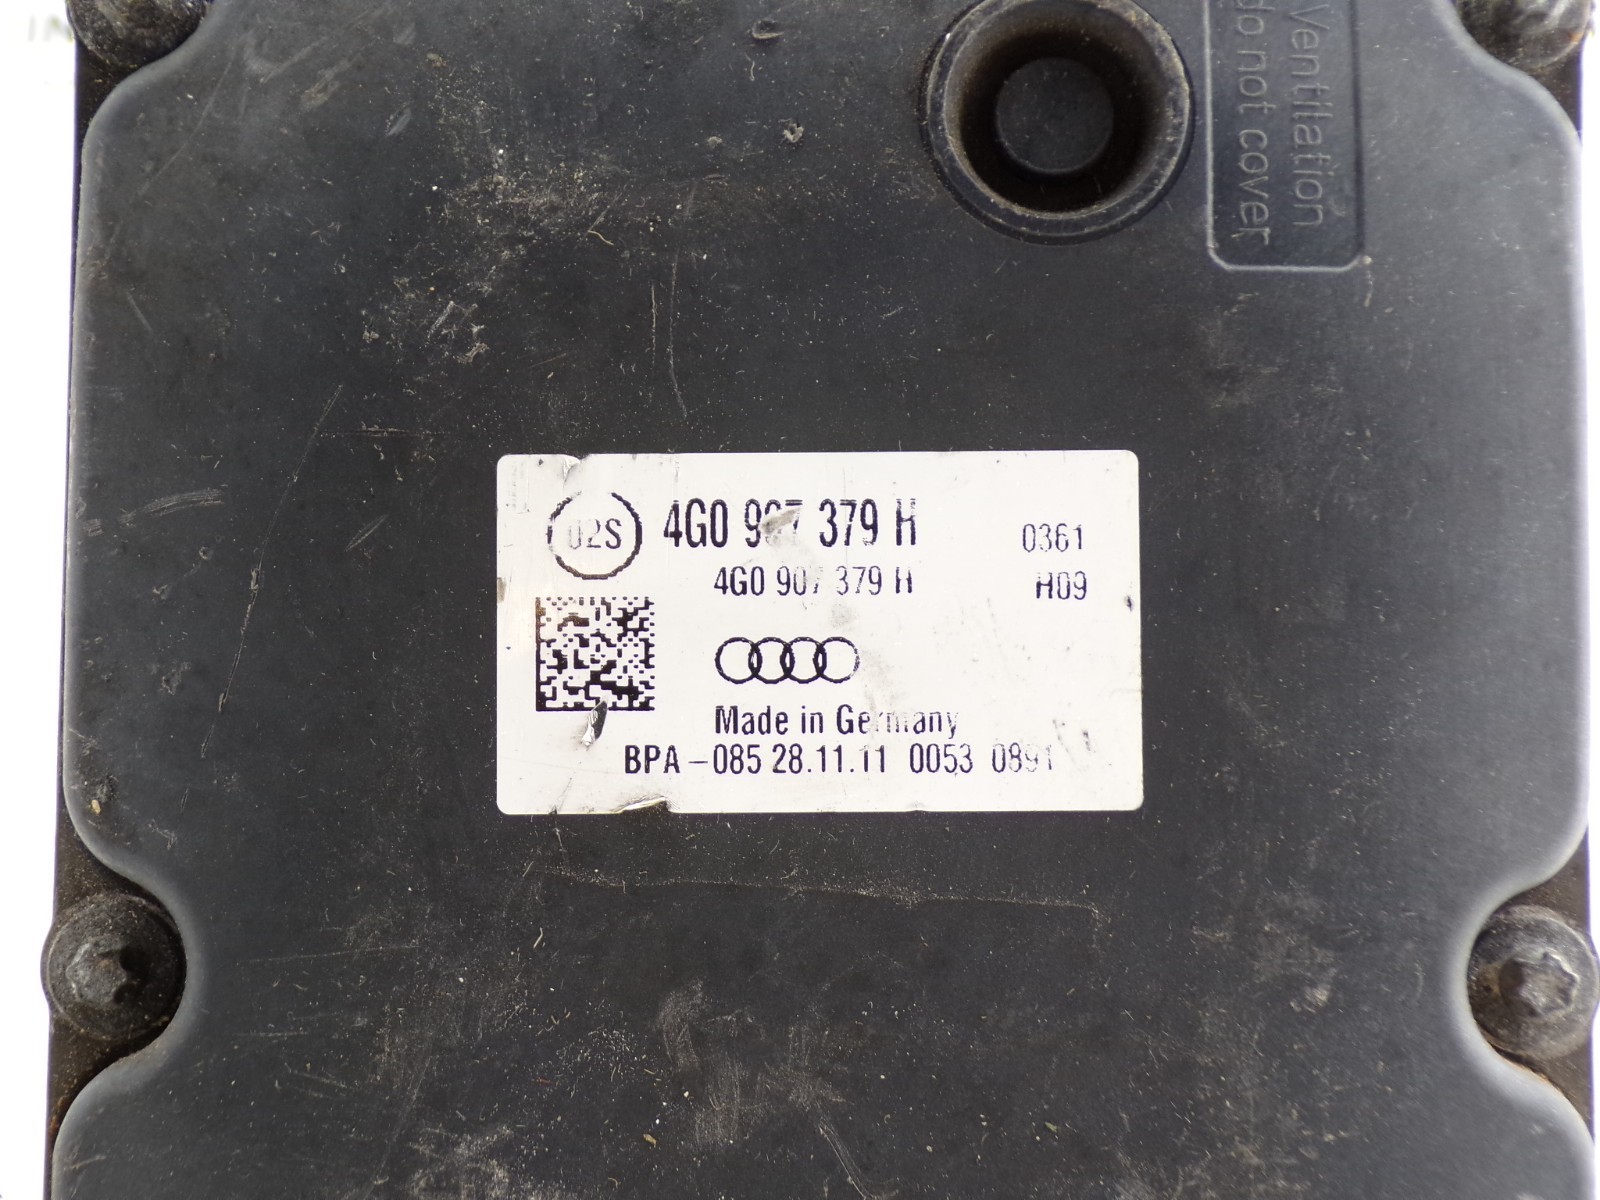 Ventilation
do not cover
02S 4G0 907 379 H 0361
4G0 907 379 H H09
Made in Germany
BPA-085 28.11.11 0053 0891